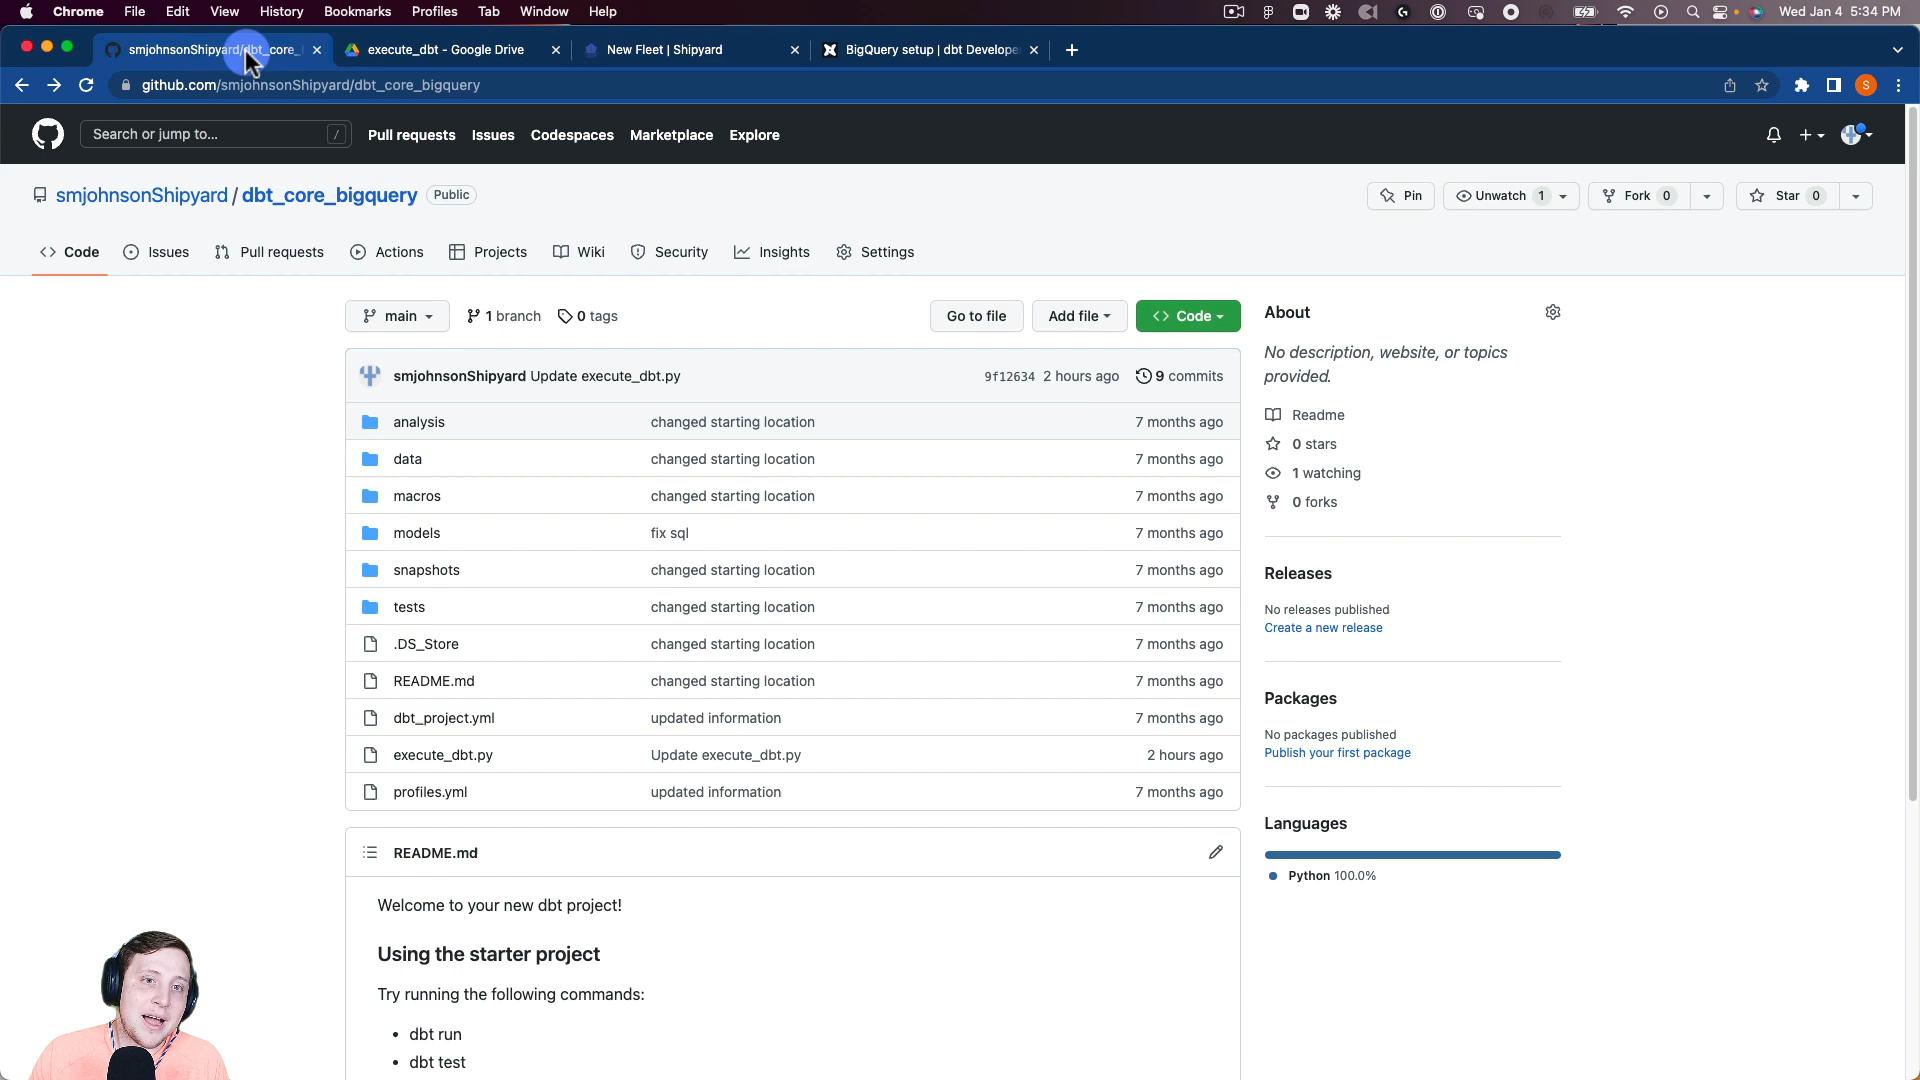 Chrome File Edit View History Bookmarks Profiles Tab Window Help Wed Jan 4 5:34 PM
smjohnsonShipyard/dbt_core_ execute_dbt - Google Drive New Fleet | Shipyard BigQuery setup | dbt Develope
github.com/smjohnsonShipyard/dbt_core_bigquery S
Search or jump to... / Pull requests Issues Codespaces Marketplace Explore
smjohnsonShipyard / dbt_core_bigquery Public Pin Unwatch 1 Fork 0 Star 0
Code Issues Pull requests Actions Projects Wiki Security Insights Settings
main 1 branch 0 tags Go to file Add file Code
smjohnsonShipyard Update execute_dbt.py 9f12634 2 hours ago 9 commits
analysis changed starting location 7 months ago
data changed starting location 7 months ago
macros changed starting location 7 months ago
models fix sql 7 months ago
snapshots changed starting location 7 months ago
tests changed starting location 7 months ago
.DS_Store changed starting location 7 months ago
README.md changed starting location 7 months ago
dbt_project.yml updated information 7 months ago
execute_dbt.py Update execute_dbt.py 2 hours ago
profiles.yml updated information 7 months ago
README.md
Welcome to your new dbt project!
Using the starter project
Try running the following commands:
• dbt run
• dbt test
About
No description, website, or topics
provided.
Readme
0 stars
1 watching
0 forks
Releases
No releases published
Create a new release
Packages
No packages published
Publish your first package
Languages
Python 100.0%